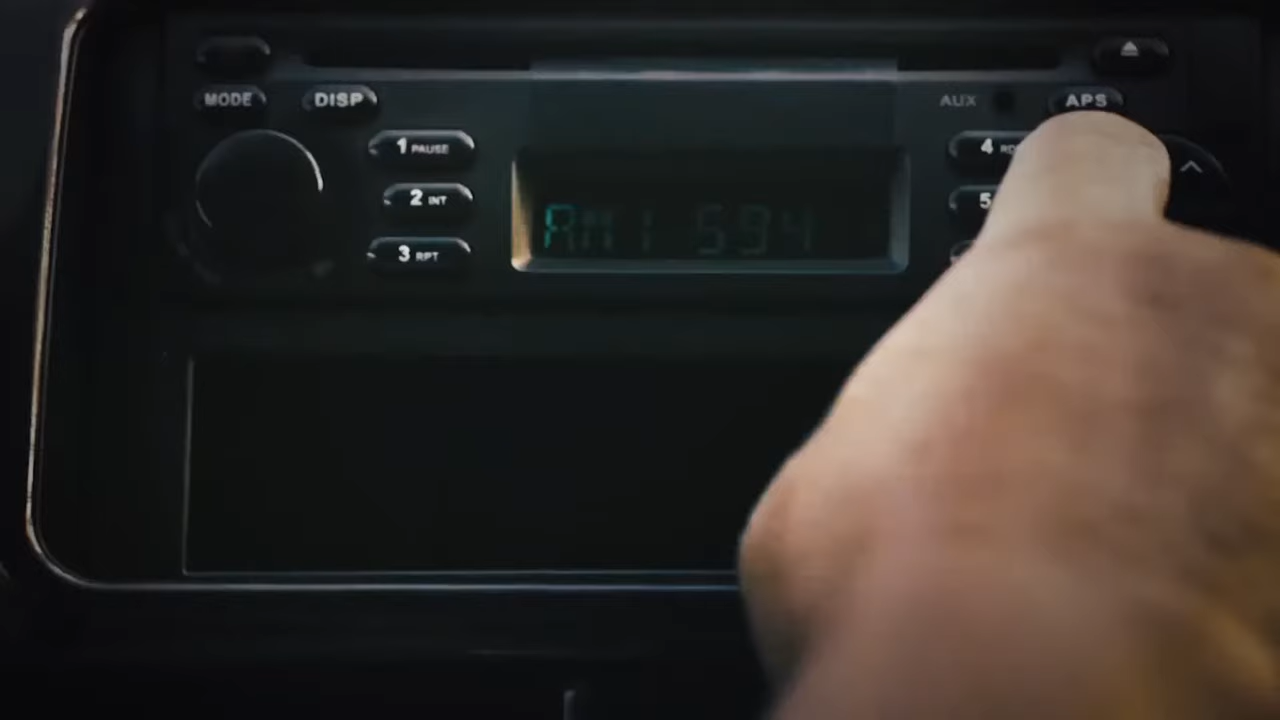 MODE DISP AUX APS
1 PAUSE 4
2 INT 5
3 RPT
AM1 594